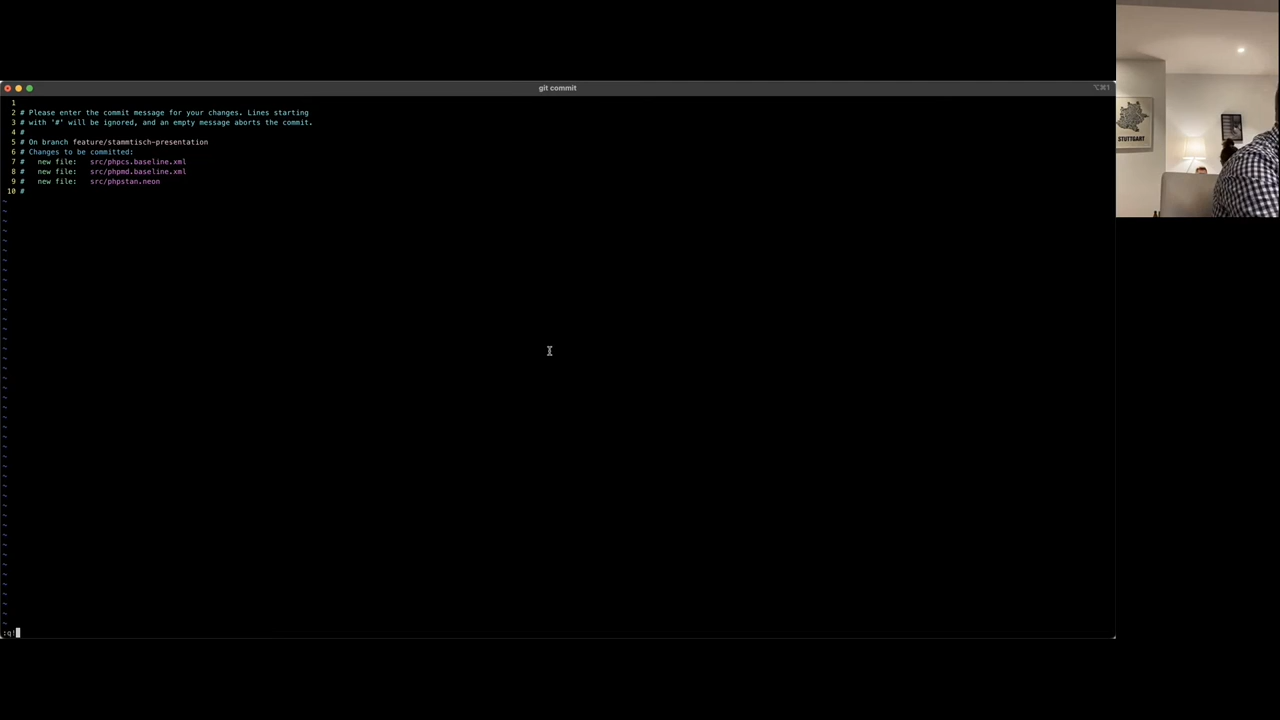 git commit
⌥⌘1
1
2 # Please enter the commit message for your changes. Lines starting
3 # with '#' will be ignored, and an empty message aborts the commit.
4 #
5 # On branch feature/stammtisch-presentation
6 # Changes to be committed:
7 #   new file:   src/phpcs.baseline.xml
8 #   new file:   src/phpmd.baseline.xml
9 #   new file:   src/phpstan.neon
10 #
:q!
STUTTGART